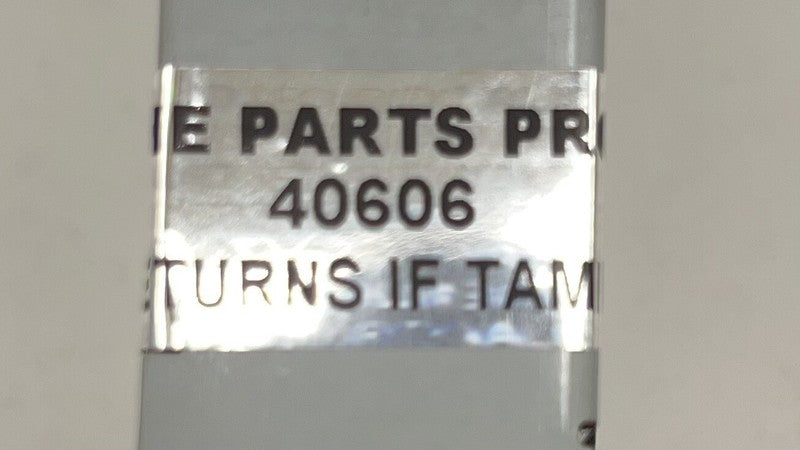 E PARTS PR
40606
TURNS IF TAM